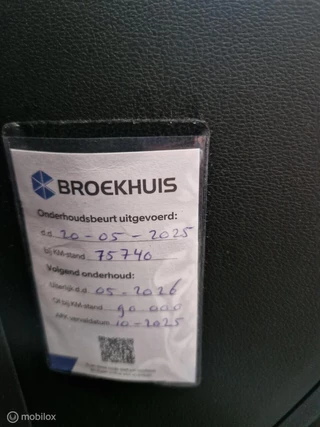 BROEKHUIS
Onderhoudsbeurt uitgevoerd:
d.d. 20-05-2025
bij KM-stand 75740
Volgend onderhoud:
Uiterlijk d.d. 05-2026
Of bij KM-stand 90 000
APK vervaldatum 10-2025
mobilox